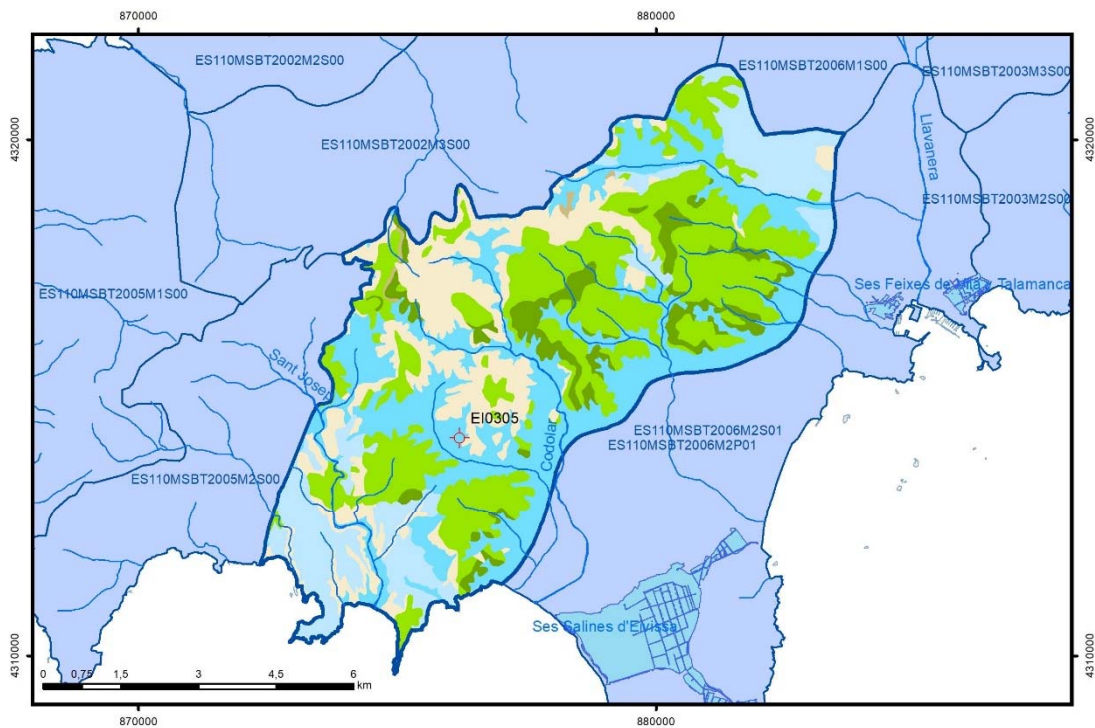 870000
880000
ES110MSBT2002M2S00
ES110MSBT2006M1S00
ES110MSBT2003M3S00
4320000
4320000
Llavanera
ES110MSBT2002M3S00
ES110MSBT2003M2S00
ES110MSBT2005M1S00
Ses Feixes de Vila y Talamanca
Sant Josep
EI0305
Codolar
ES110MSBT2006M2S01
ES110MSBT2006M2P01
ES110MSBT2005M2S00
Ses Salines d'Eivissa
4310000
4310000
0 0,75 1,5 3 4,5 6
km
870000
880000